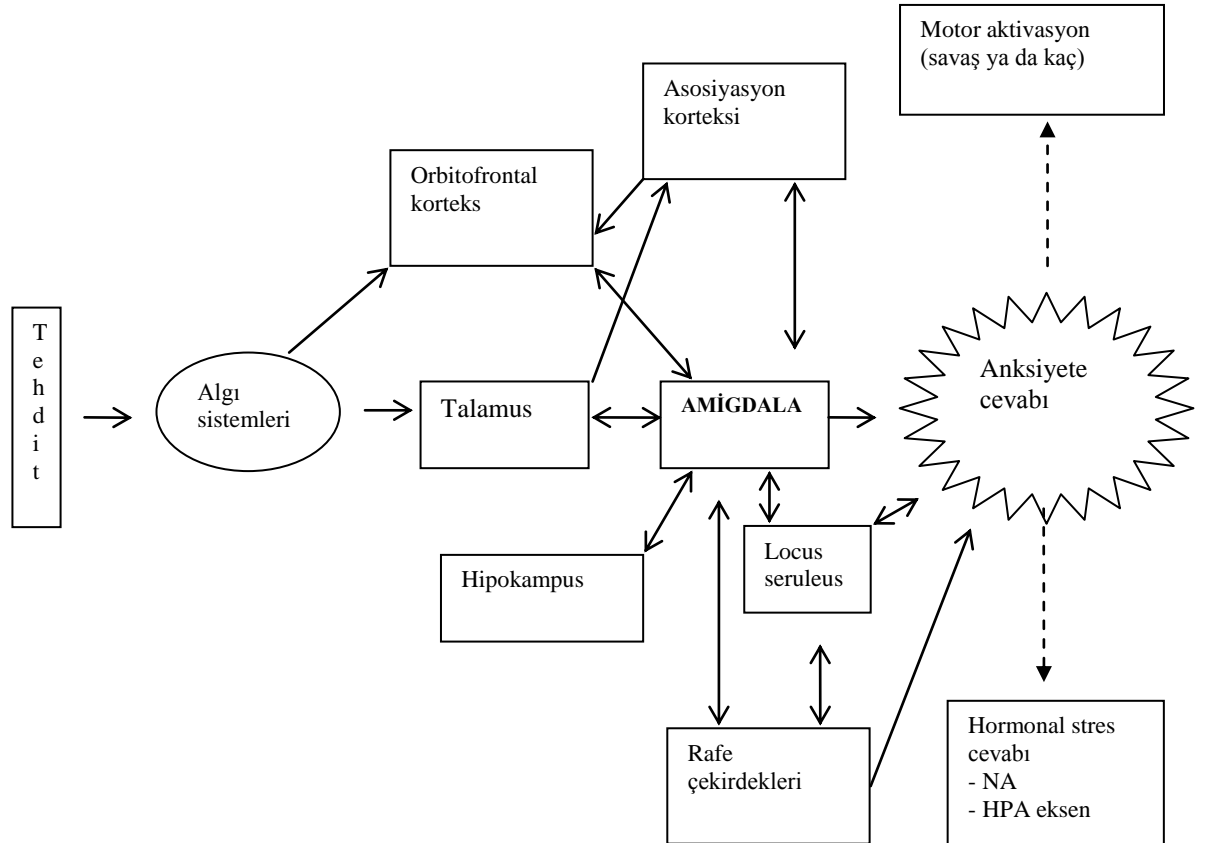 Motor aktivasyon
(savaş ya da kaç)
Asosiyasyon
korteksi
Orbitofrontal
korteks
Tehdit
Algı
sistemleri
Talamus
AMİGDALA
Anksiyete
cevabı
Hipokampus
Locus
seruleus
Rafe
çekirdekleri
Hormonal stres
cevabı
- NA
- HPA eksen